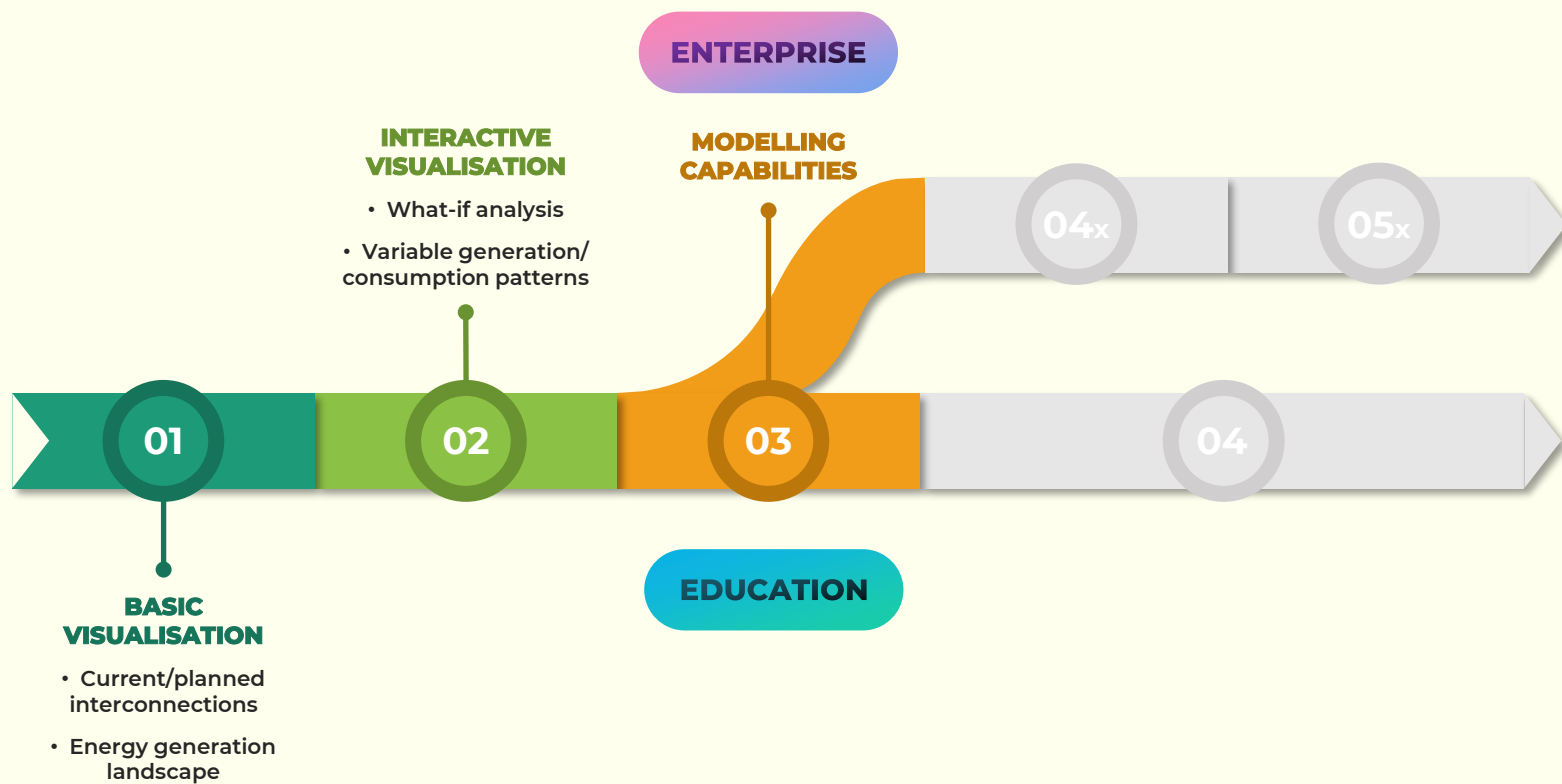 ENTERPRISE
INTERACTIVE
VISUALISATION
• What-if analysis
• Variable generation/
consumption patterns
MODELLING
CAPABILITIES
04x
05x
01
02
03
04
EDUCATION
BASIC
VISUALISATION
• Current/planned
interconnections
• Energy generation
landscape